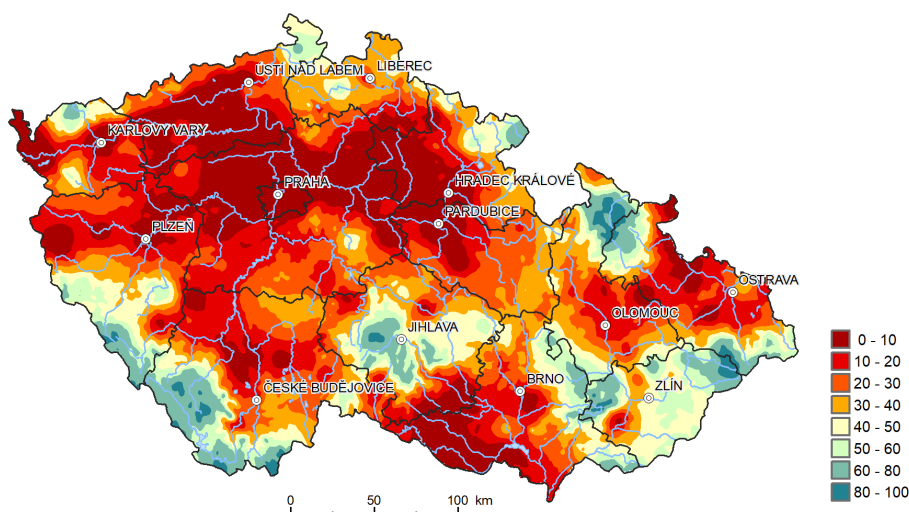 ÚSTÍ NAD LABEM
LIBEREC
KARLOVY VARY
PRAHA
HRADEC KRÁLOVÉ
PARDUBICE
PLZEŇ
OSTRAVA
OLOMOUC
JIHLAVA
BRNO
ZLÍN
ČESKÉ BUDĚJOVICE
0 - 10
10 - 20
20 - 30
30 - 40
40 - 50
50 - 60
60 - 80
80 - 100
0 50 100 km